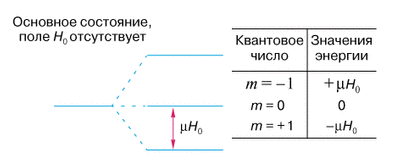 Основное состояние,
поле H₀ отсутствует
μH₀
Квантовое число Значения энергии
m = −1 +μH₀
m = 0 0
m = +1 −μH₀